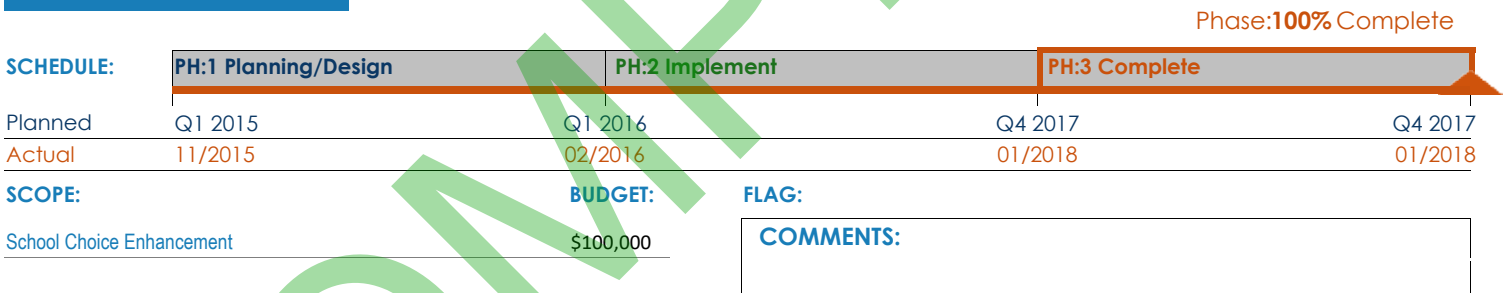 Phase:100% Complete
SCHEDULE: PH:1 Planning/Design PH:2 Implement PH:3 Complete
Planned Q1 2015 Q1 2016 Q4 2017 Q4 2017
Actual 11/2015 02/2016 01/2018 01/2018
SCOPE: BUDGET: FLAG:
School Choice Enhancement $100,000 COMMENTS: